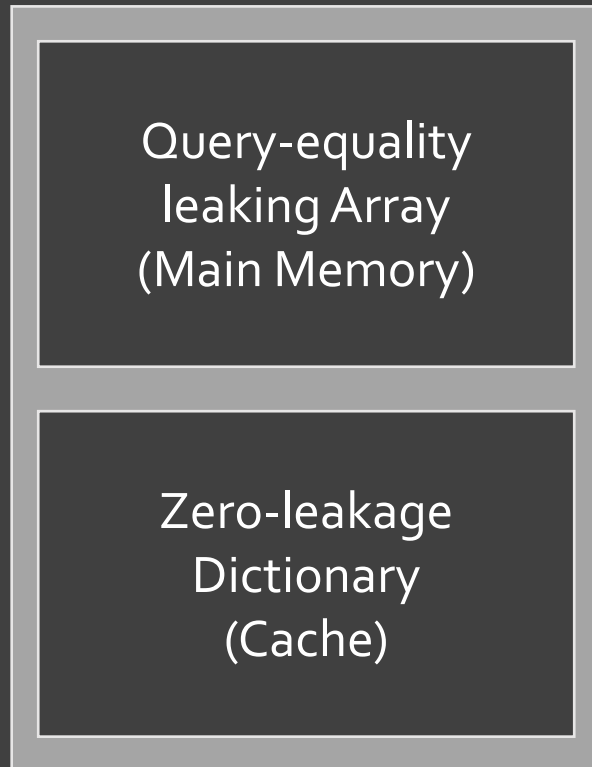 Query-equality
leaking Array
(Main Memory)
Zero-leakage
Dictionary
(Cache)